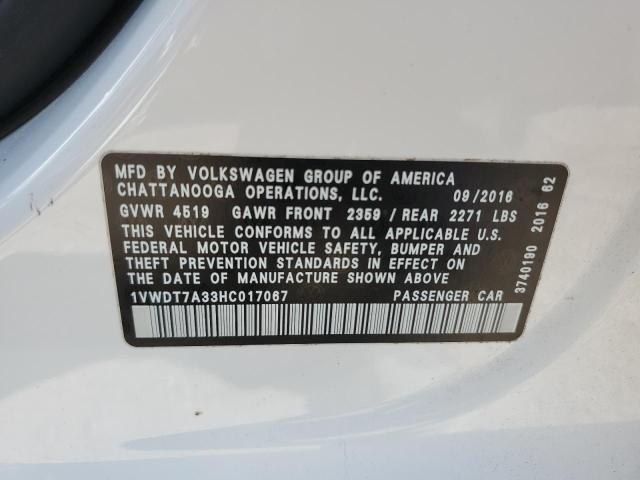 MFD BY VOLKSWAGEN GROUP OF AMERICA
CHATTANOOGA OPERATIONS, LLC. 09/2016
GVWR 4519 GAWR FRONT 2359/REAR 2271 LBS
THIS VEHICLE CONFORMS TO ALL APPLICABLE U.S.
FEDERAL MOTOR VEHICLE SAFETY, BUMPER AND
THEFT PREVENTION STANDARDS IN EFFECT ON
THE DATE OF MANUFACTURE SHOWN ABOVE
1VWDT7A33HC017067 PASSENGER CAR
3740190 2016 62